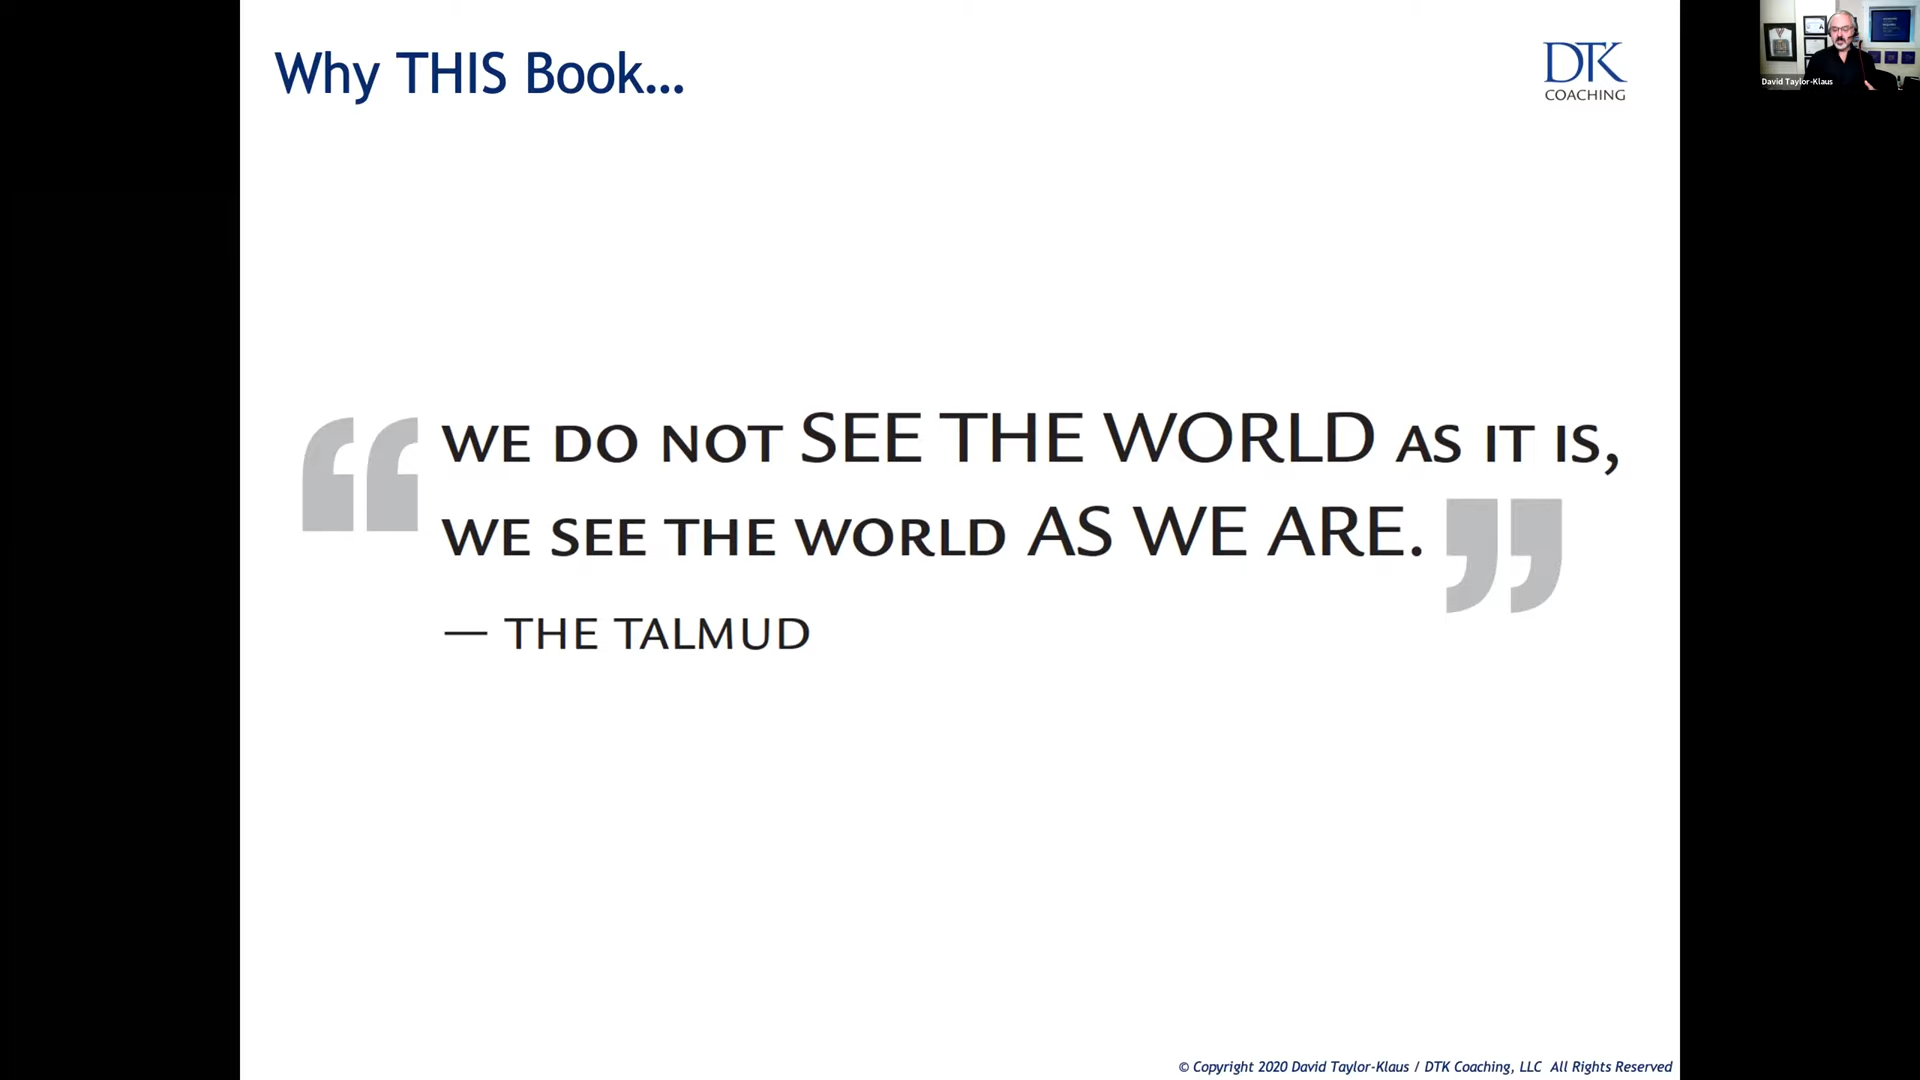 Why THIS Book...
DTK
COACHING
David Taylor-Klaus
“WE DO NOT SEE THE WORLD AS IT IS,
WE SEE THE WORLD AS WE ARE.”
— THE TALMUD
© Copyright 2020 David Taylor-Klaus / DTK Coaching, LLC All Rights Reserved